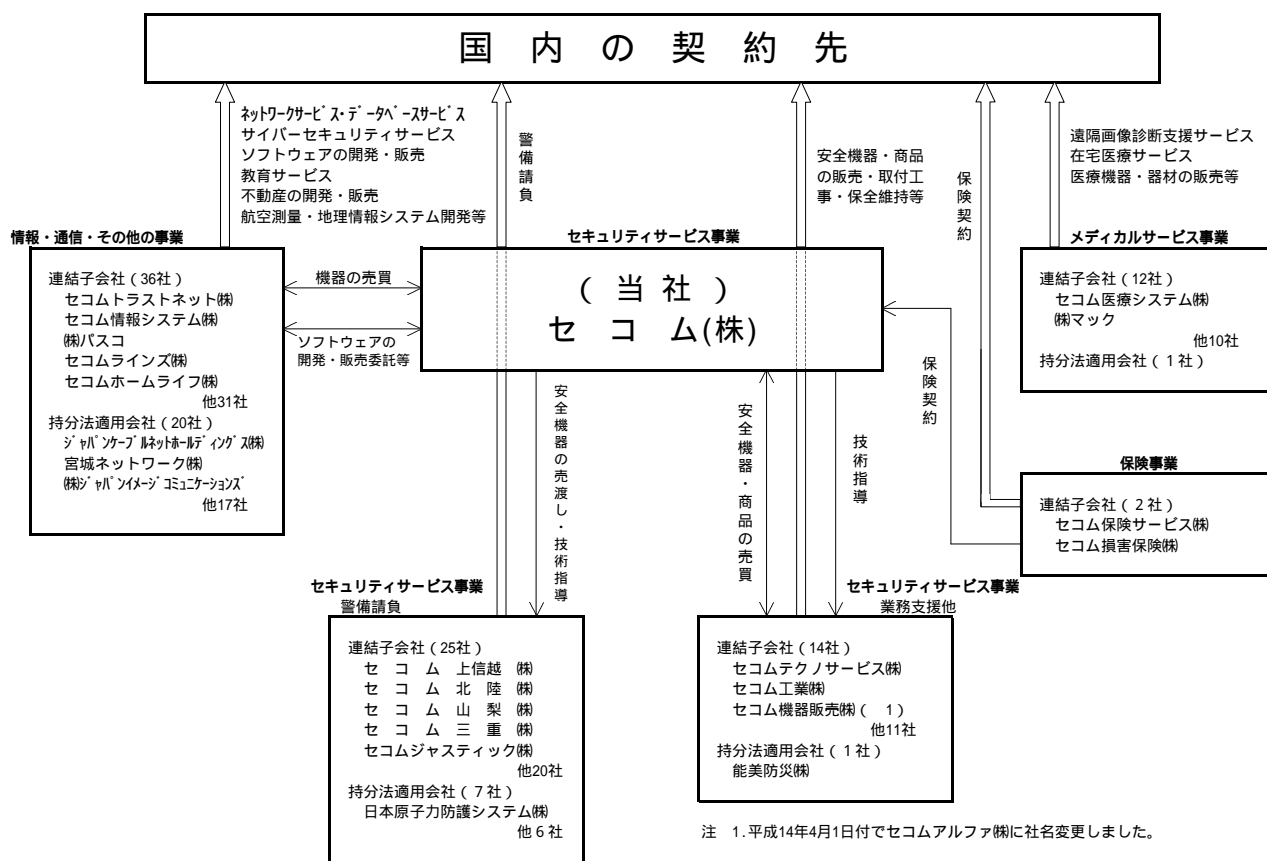 国内の契約先
ネットワークサービス・データベースサービス
サイバーセキュリティサービス
ソフトウェアの開発・販売
教育サービス
不動産の開発・販売
航空測量・地理情報システム開発等
警備請負
安全機器・商品
の販売・取付工
事・保全維持等
保険契約
遠隔画像診断支援サービス
在宅医療サービス
医療機器・器材の販売等
情報・通信・その他の事業
連結子会社(36社)
セコムトラストネット㈱
セコム情報システム㈱
㈱パスコ
セコムラインズ㈱
セコムホームライフ㈱
他31社
持分法適用会社(20社)
ジャパンケーブルネットホールディングス㈱
宮城ネットワーク㈱
㈱ジャパンイメージコミュニケーションズ
他17社
機器の売買
ソフトウェアの
開発・販売委託等
セキュリティサービス事業
(当社)
セコム(株)
メディカルサービス事業
連結子会社(12社)
セコム医療システム㈱
㈱マック
他10社
持分法適用会社(1社)
保険契約
保険事業
連結子会社(2社)
セコム保険サービス㈱
セコム損害保険㈱
安全機器の売渡し・技術指導
安全機器・商品の売買
技術指導
セキュリティサービス事業
警備請負
連結子会社(25社)
セコム上信越㈱
セコム北陸㈱
セコム山梨㈱
セコム三重㈱
セコムジャスティック㈱
他20社
持分法適用会社(7社)
日本原子力防護システム㈱
他6社
セキュリティサービス事業
業務支援他
連結子会社(14社)
セコムテクノサービス㈱
セコム工業㈱
セコム機器販売㈱( 1)
他11社
持分法適用会社(1社)
能美防災㈱
注 1.平成14年4月1日付でセコムアルファ㈱に社名変更しました。